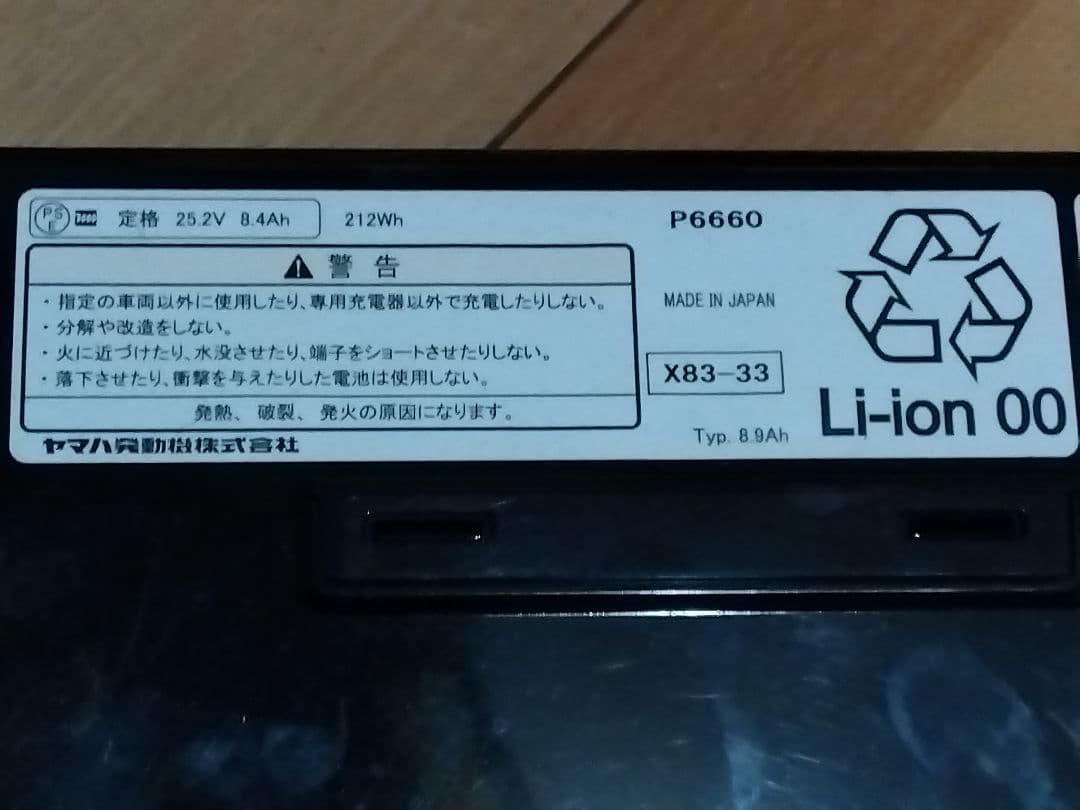 PSE 定格 25.2V 8.4Ah 212Wh
警告
・指定の車両以外に使用したり、専用充電器以外で充電したりしない。
・分解や改造をしない。
・火に近づけたり、水没させたり、端子をショートさせたりしない。
・落下させたり、衝撃を与えたりした電池は使用しない。
発熱、破裂、発火の原因になります。
ヤマハ発動機株式会社
P6660
MADE IN JAPAN
X83-33
Typ. 8.9Ah
Li-ion 00